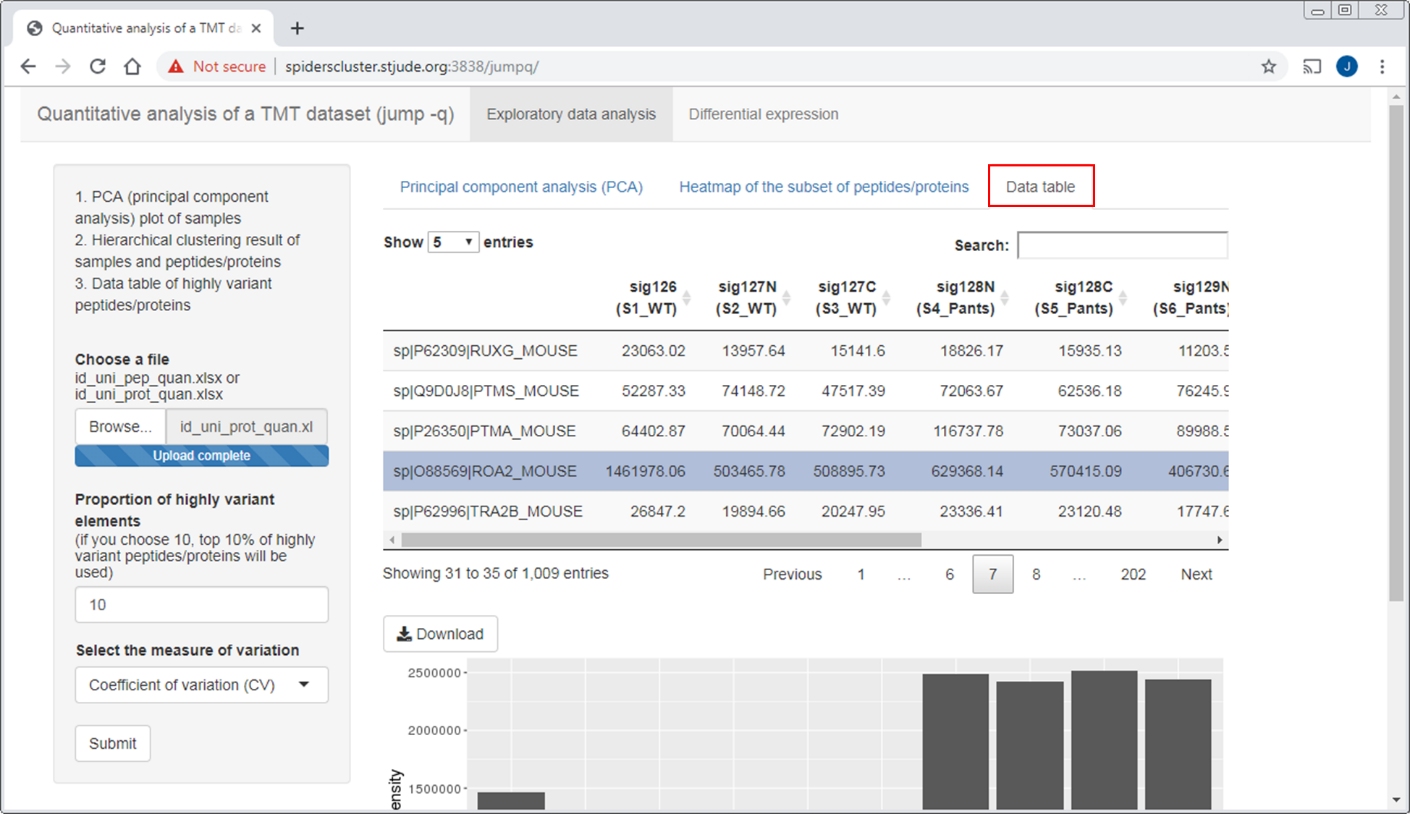 Quantitative analysis of a TMT da
Not secure | spiderscluster.stjude.org:3838/jumpq/
J
Quantitative analysis of a TMT dataset (jump -q) Exploratory data analysis Differential expression
1. PCA (principal component
analysis) plot of samples
2. Hierarchical clustering result of
samples and peptides/proteins
3. Data table of highly variant
peptides/proteins
Choose a file
id_uni_pep_quan.xlsx or
id_uni_prot_quan.xlsx
Browse... id_uni_prot_quan.xl
Upload complete
Proportion of highly variant
elements
(if you choose 10, top 10% of highly
variant peptides/proteins will be
used)
10
Select the measure of variation
Coefficient of variation (CV)
Submit
Principal component analysis (PCA) Heatmap of the subset of peptides/proteins Data table
Show 5 entries Search:
sig126 sig127N sig127C sig128N sig128C sig129N
(S1_WT) (S2_WT) (S3_WT) (S4_Pants) (S5_Pants) (S6_Pants)
sp|P62309|RUXG_MOUSE 23063.02 13957.64 15141.6 18826.17 15935.13 11203.5
sp|Q9D0J8|PTMS_MOUSE 52287.33 74148.72 47517.39 72063.67 62536.18 76245.9
sp|P26350|PTMA_MOUSE 64402.87 70064.44 72902.19 116737.78 73037.06 89988.5
sp|O88569|ROA2_MOUSE 1461978.06 503465.78 508895.73 629368.14 570415.09 406730.6
sp|P62996|TRA2B_MOUSE 26847.2 19894.66 20247.95 23336.41 23120.48 17747.6
Showing 31 to 35 of 1,009 entries Previous 1 ... 6 7 8 ... 202 Next
Download
2500000
2000000
1500000
ensity